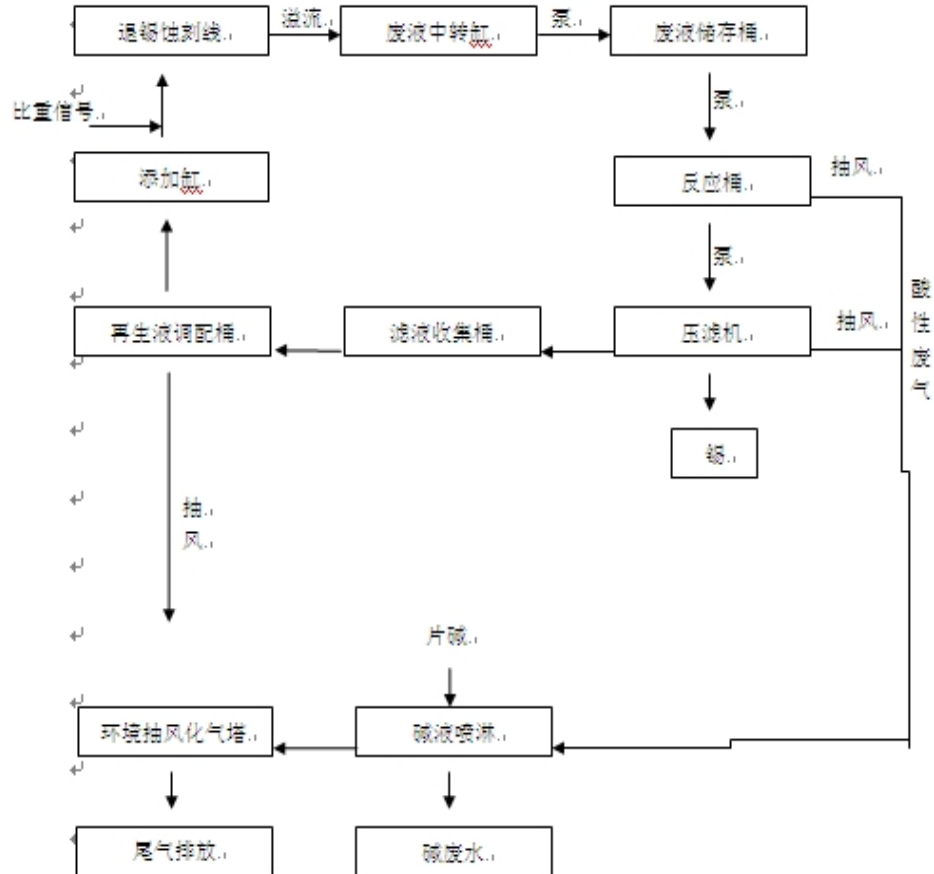 退锡蚀刻线
溢流
废液中转缸
泵
废液储存桶
比重信号
泵
添加缸
反应桶
抽风
泵
再生液调配桶
滤液收集桶
压滤机
抽风
酸
性
废
气
锡
抽
风
片碱
环境抽风化气塔
碱液喷淋
尾气排放
碱废水